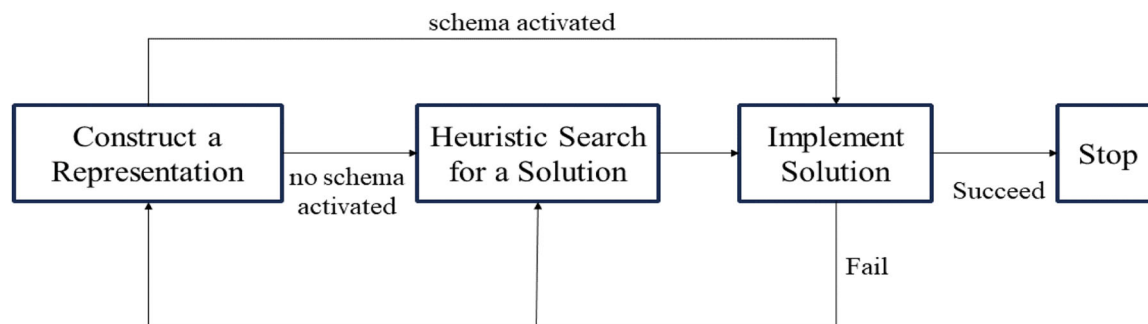 schema activated
Construct a
Representation
no schema
activated
Heuristic Search
for a Solution
Implement
Solution
Succeed
Stop
Fail